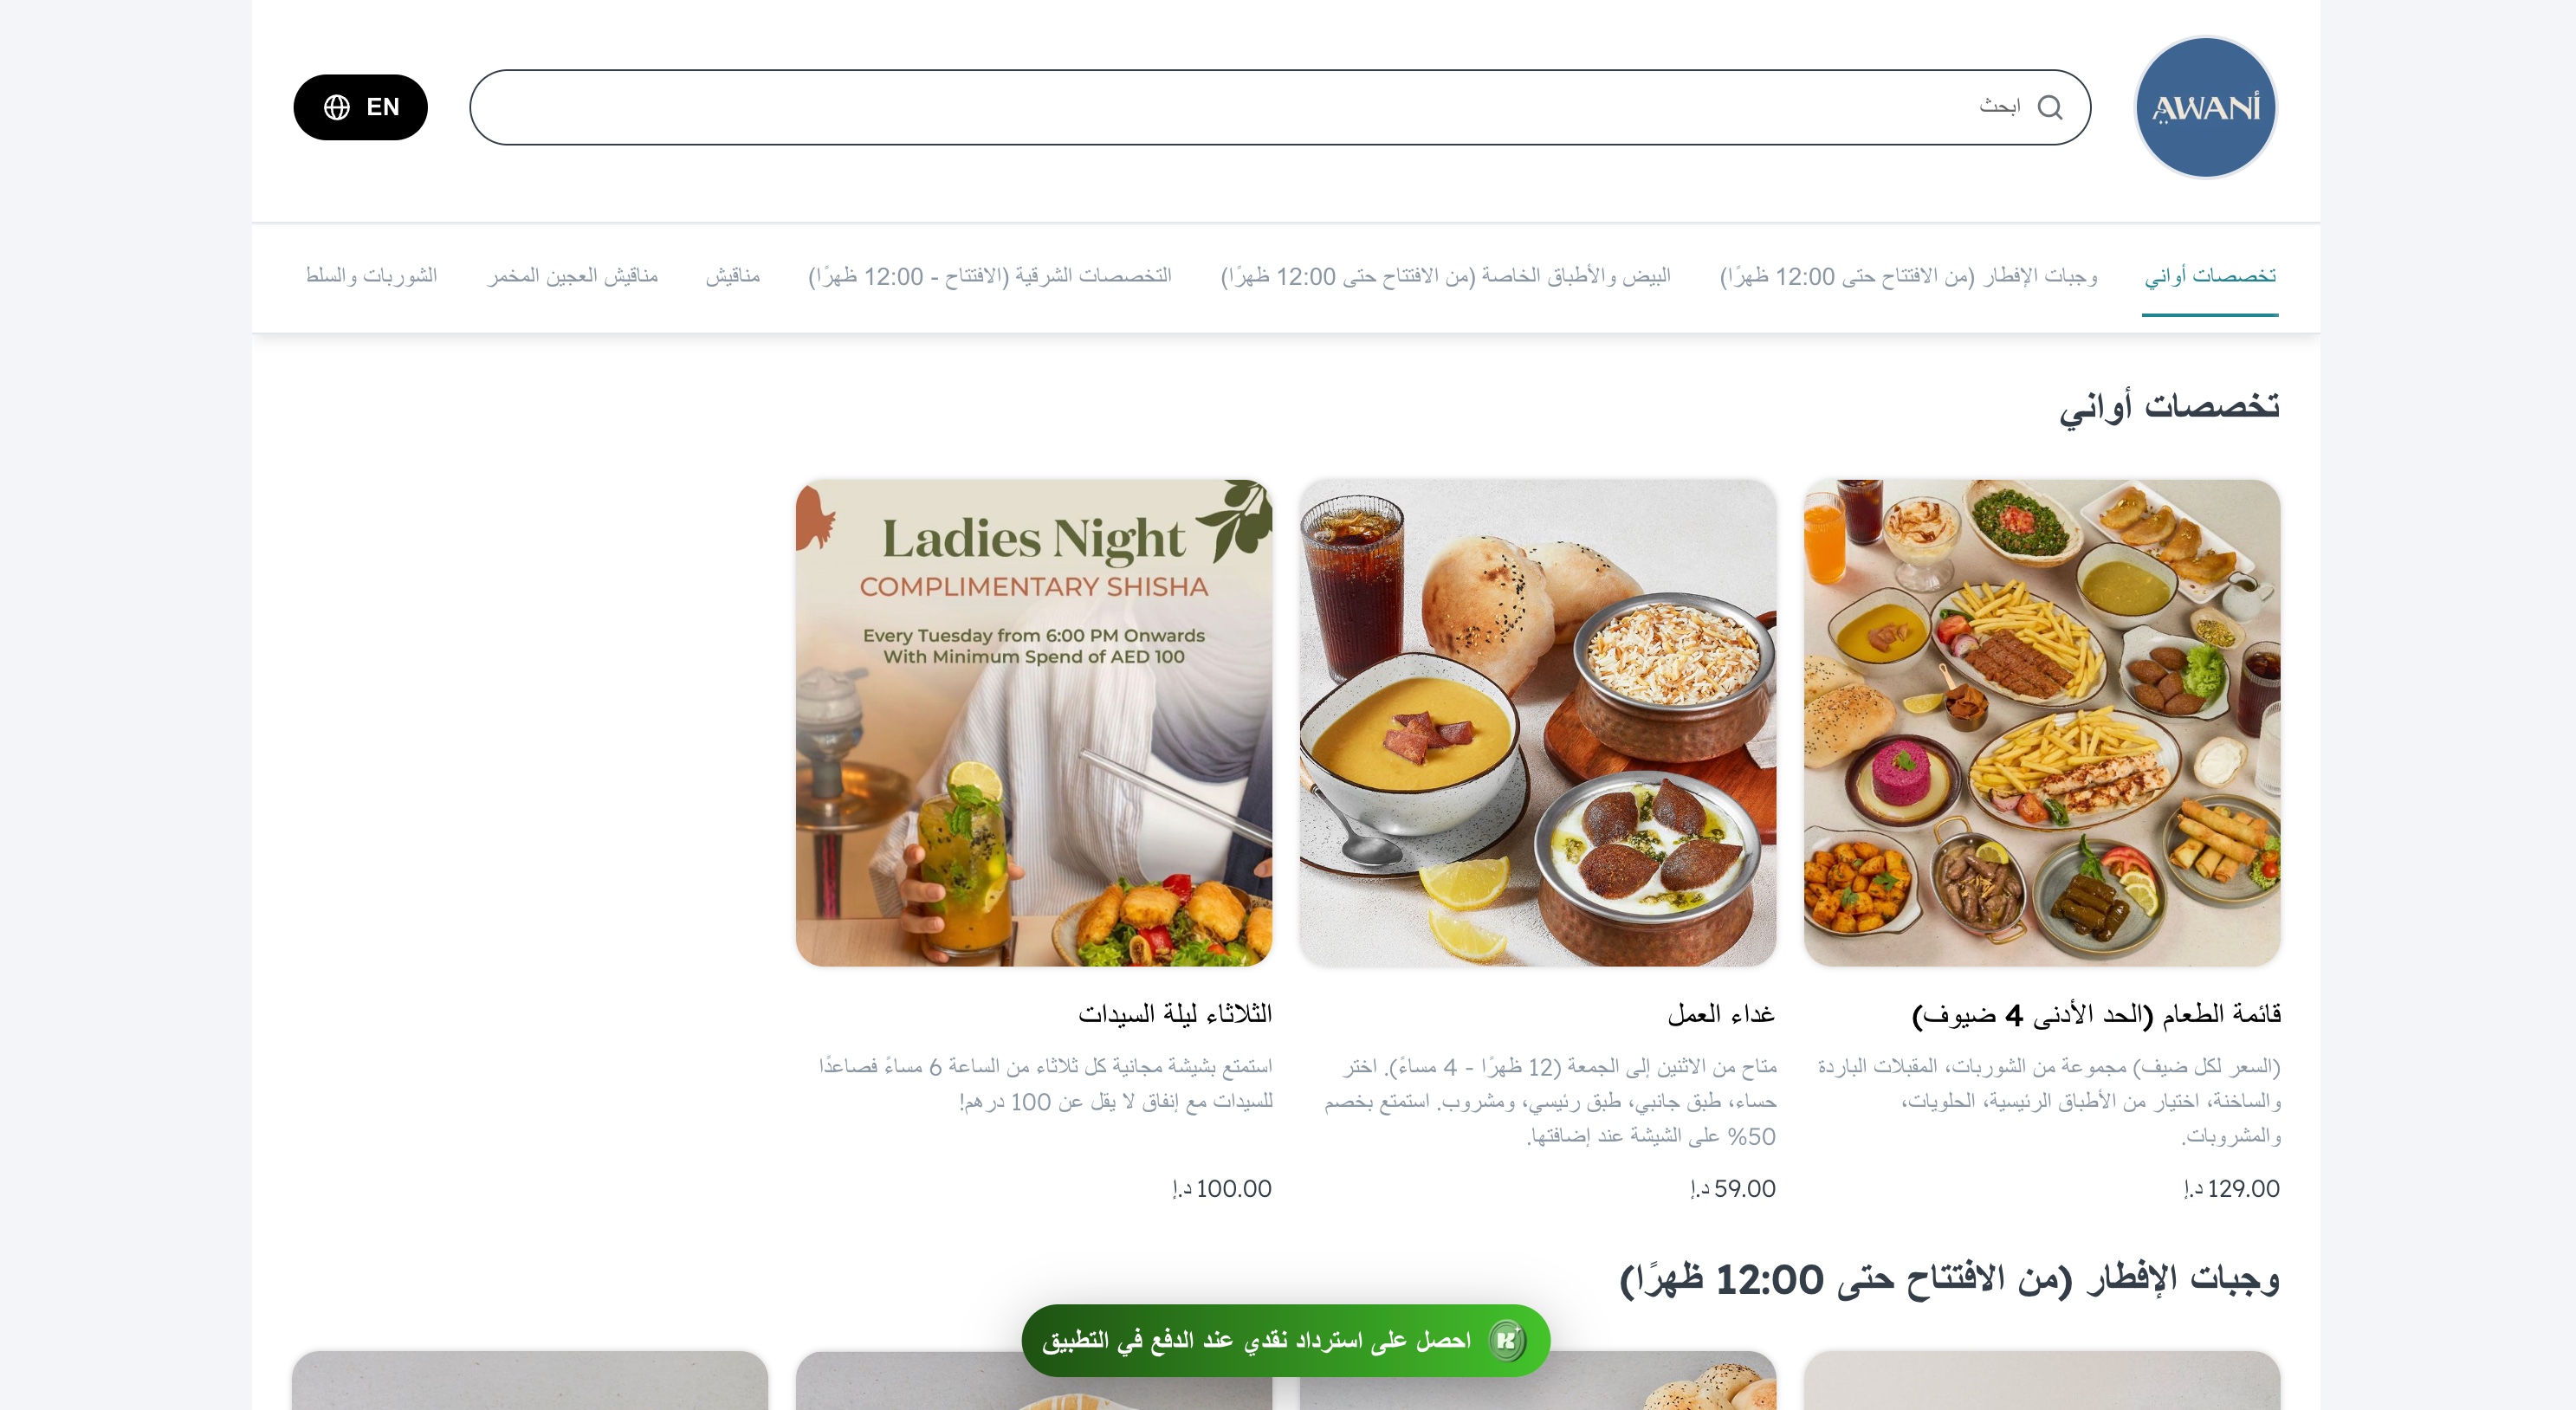 AWANI
ابحث
EN
تخصصات أواني
وجبات الإفطار (من الافتتاح حتى 12:00 ظهرًا)
البيض والأطباق الخاصة (من الافتتاح حتى 12:00 ظهرًا)
التخصصات الشرقية (الافتتاح - 12:00 ظهرًا)
مناقيش
مناقيش العجين المخمر
الشوربات والسلط
تخصصات أواني
قائمة الطعام (الحد الأدنى 4 ضيوف)
(السعر لكل ضيف) مجموعة من الشوربات، المقبلات الباردة
والساخنة، اختيار من الأطباق الرئيسية، الحلويات،
والمشروبات.
129.00 د.إ
غداء العمل
متاح من الاثنين إلى الجمعة (12 ظهرًا - 4 مساءً). اختر
حساء، طبق جانبي، طبق رئيسي، ومشروب. استمتع بخصم
50% على الشيشة عند إضافتها.
59.00 د.إ
Ladies Night
COMPLIMENTARY SHISHA
Every Tuesday from 6:00 PM Onwards
With Minimum Spend of AED 100
الثلاثاء ليلة السيدات
استمتع بشيشة مجانية كل ثلاثاء من الساعة 6 مساءً فصاعدًا
للسيدات مع إنفاق لا يقل عن 100 درهم!
100.00 د.إ
وجبات الإفطار (من الافتتاح حتى 12:00 ظهرًا)
احصل على استرداد نقدي عند الدفع في التطبيق